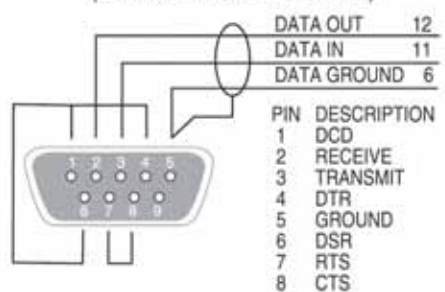 DATA OUT 12
DATA IN 11
DATA GROUND 6
PIN DESCRIPTION
1 DCD
2 RECEIVE
3 TRANSMIT
4 DTR
5 GROUND
6 DSR
7 RTS
8 CTS
1 2 3 4 5
6 7 8 9